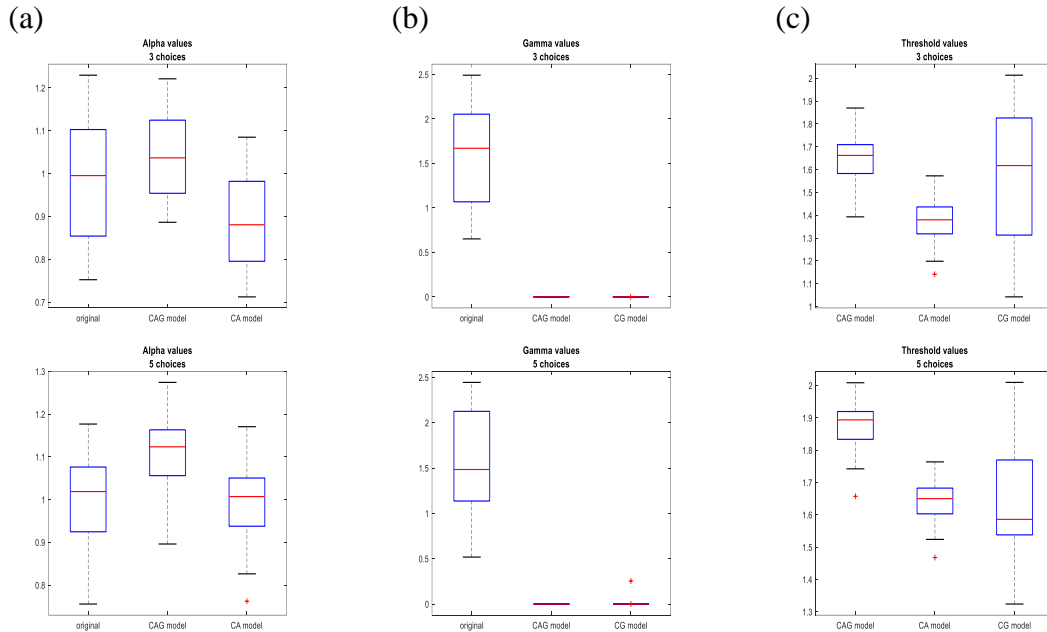 (a)
(b)
(c)
Alpha values
3 choices
1.2
1.1
1
0.9
0.8
0.7
original
CAG model
CA model
Gamma values
3 choices
2.5
2
1.5
1
0.5
0
original
CAG model
CG model
Threshold values
3 choices
2
1.9
1.8
1.7
1.6
1.5
1.4
1.3
1.2
1.1
1
CAG model
CA model
CG model
Alpha values
5 choices
1.3
1.2
1.1
1
0.9
0.8
original
CAG model
CA model
Gamma values
5 choices
2.5
2
1.5
1
0.5
0
original
CAG model
CG model
Threshold values
5 choices
2
1.9
1.8
1.7
1.6
1.5
1.4
1.3
CAG model
CA model
CG model